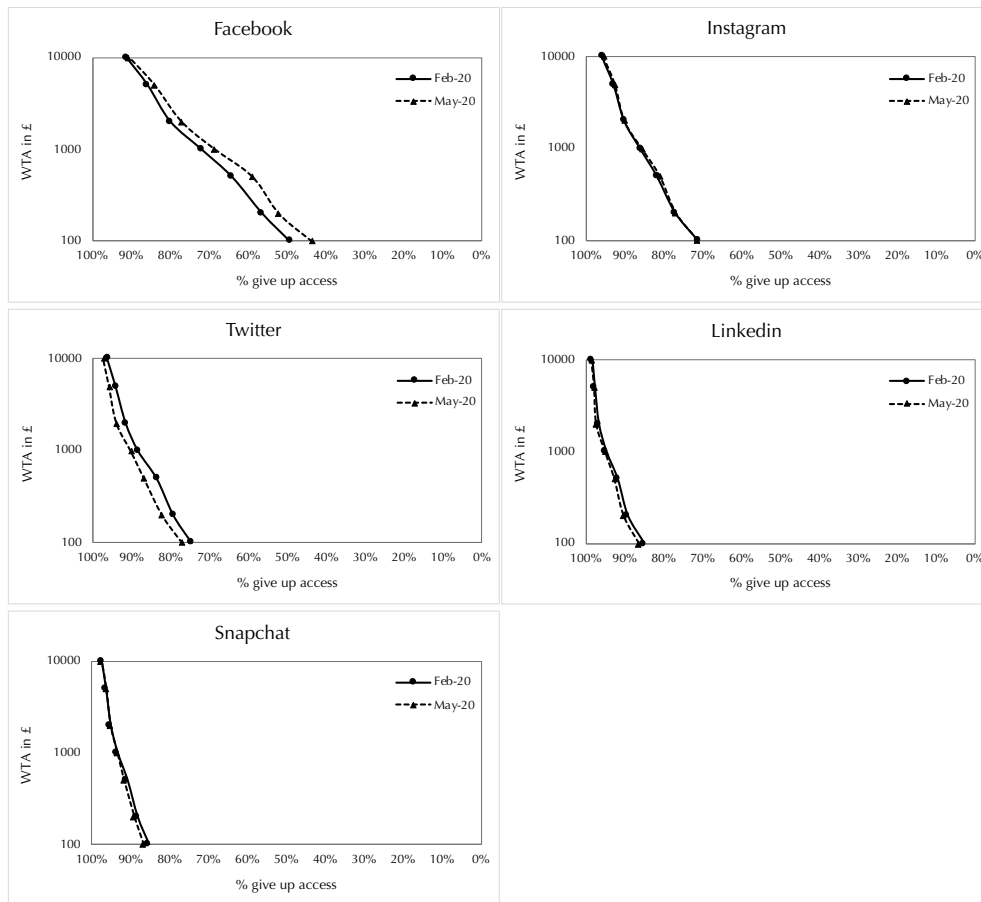 Facebook
10000
1000
100
WTA in £
Feb-20
May-20
100% 90% 80% 70% 60% 50% 40% 30% 20% 10% 0%
% give up access
Instagram
10000
1000
100
WTA in £
Feb-20
May-20
100% 90% 80% 70% 60% 50% 40% 30% 20% 10% 0%
% give up access
Twitter
10000
1000
100
WTA in £
Feb-20
May-20
100% 90% 80% 70% 60% 50% 40% 30% 20% 10% 0%
% give up access
Linkedin
10000
1000
100
WTA in £
Feb-20
May-20
100% 90% 80% 70% 60% 50% 40% 30% 20% 10% 0%
% give up access
Snapchat
10000
1000
100
WTA in £
Feb-20
May-20
100% 90% 80% 70% 60% 50% 40% 30% 20% 10% 0%
% give up access